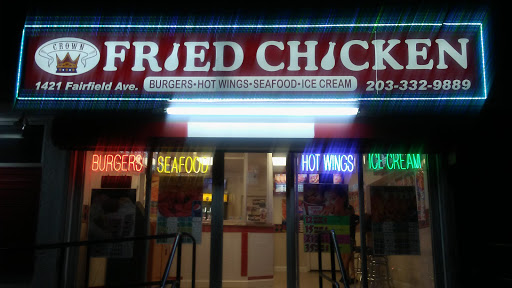 CROWN
FRIED CHICKEN
1421 Fairfield Ave.
BURGERS•HOT WINGS•SEAFOOD•ICE CREAM
203-332-9889
BURGERS
SEAFOOD
HOT WINGS
ICE CREAM